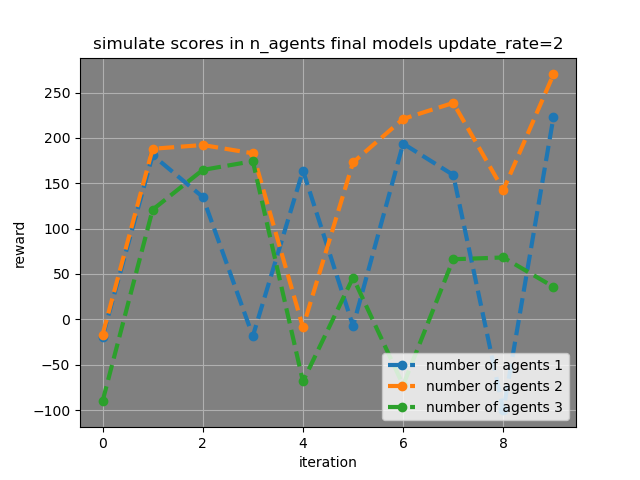 simulate scores in n_agents final models update_rate=2
reward
250
200
150
100
50
0
−50
−100
0 2 4 6 8
iteration
number of agents 1
number of agents 2
number of agents 3